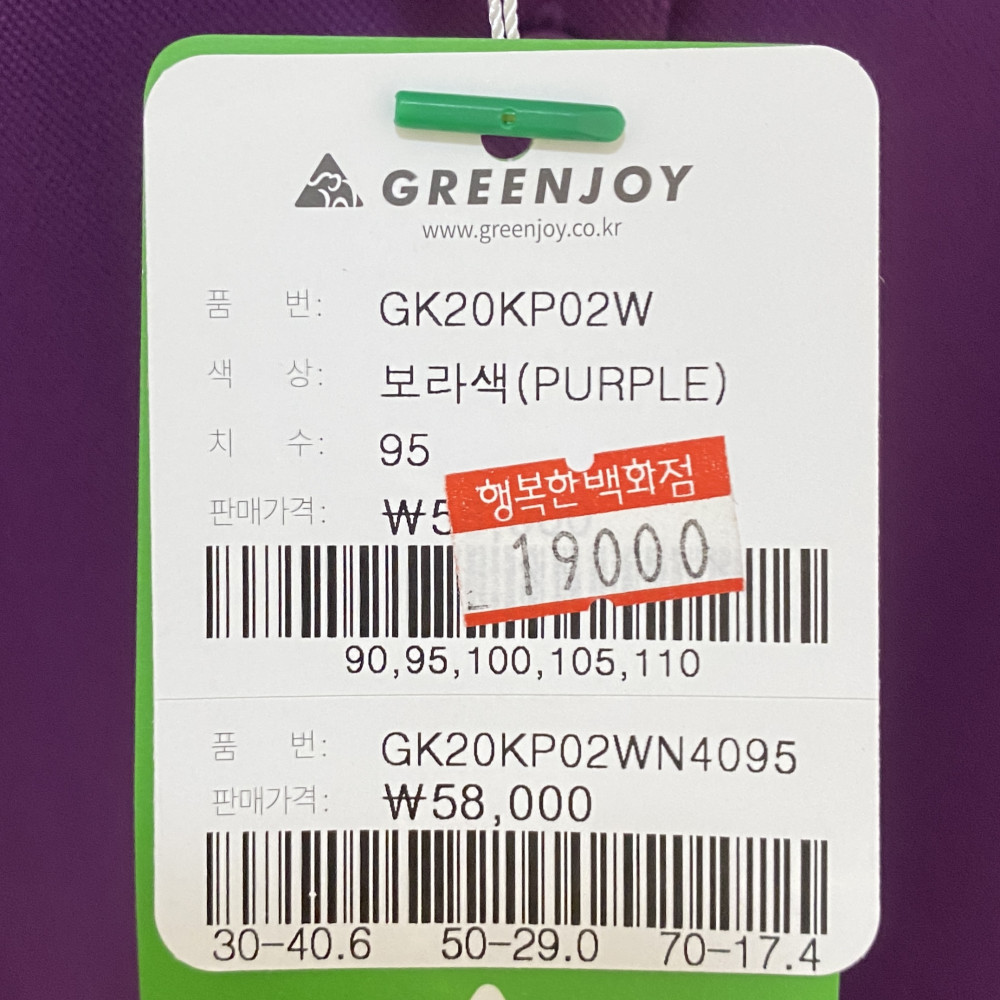 GREENJOY
www.greenjoy.co.kr
품 번: GK20KP02W
색 상: 보라색(PURPLE)
치 수: 95
행복한백화점
판매가격: ₩5
19000
90,95,100,105,110
품 번: GK20KP02WN4095
판매가격: ₩58,000
30-40.6 50-29.0 70-17.4